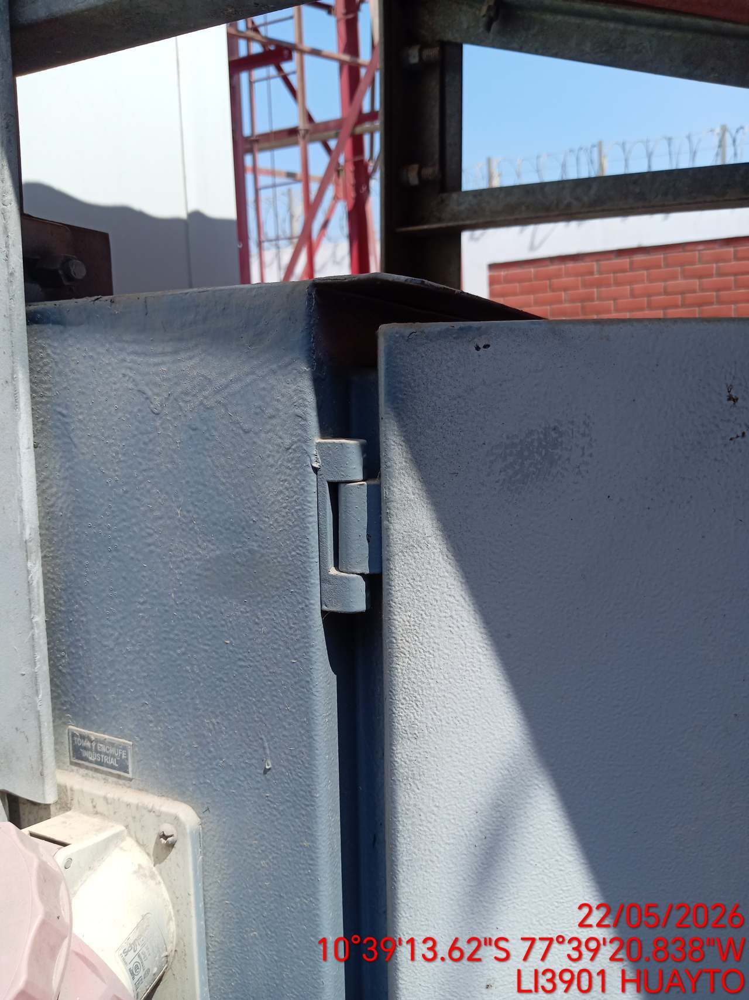 TOMA Y ENCHUFE
INDUSTRIAL
22/05/2026
10°39'13.62"S 77°39'20.838"W
LI3901 HUAYTO